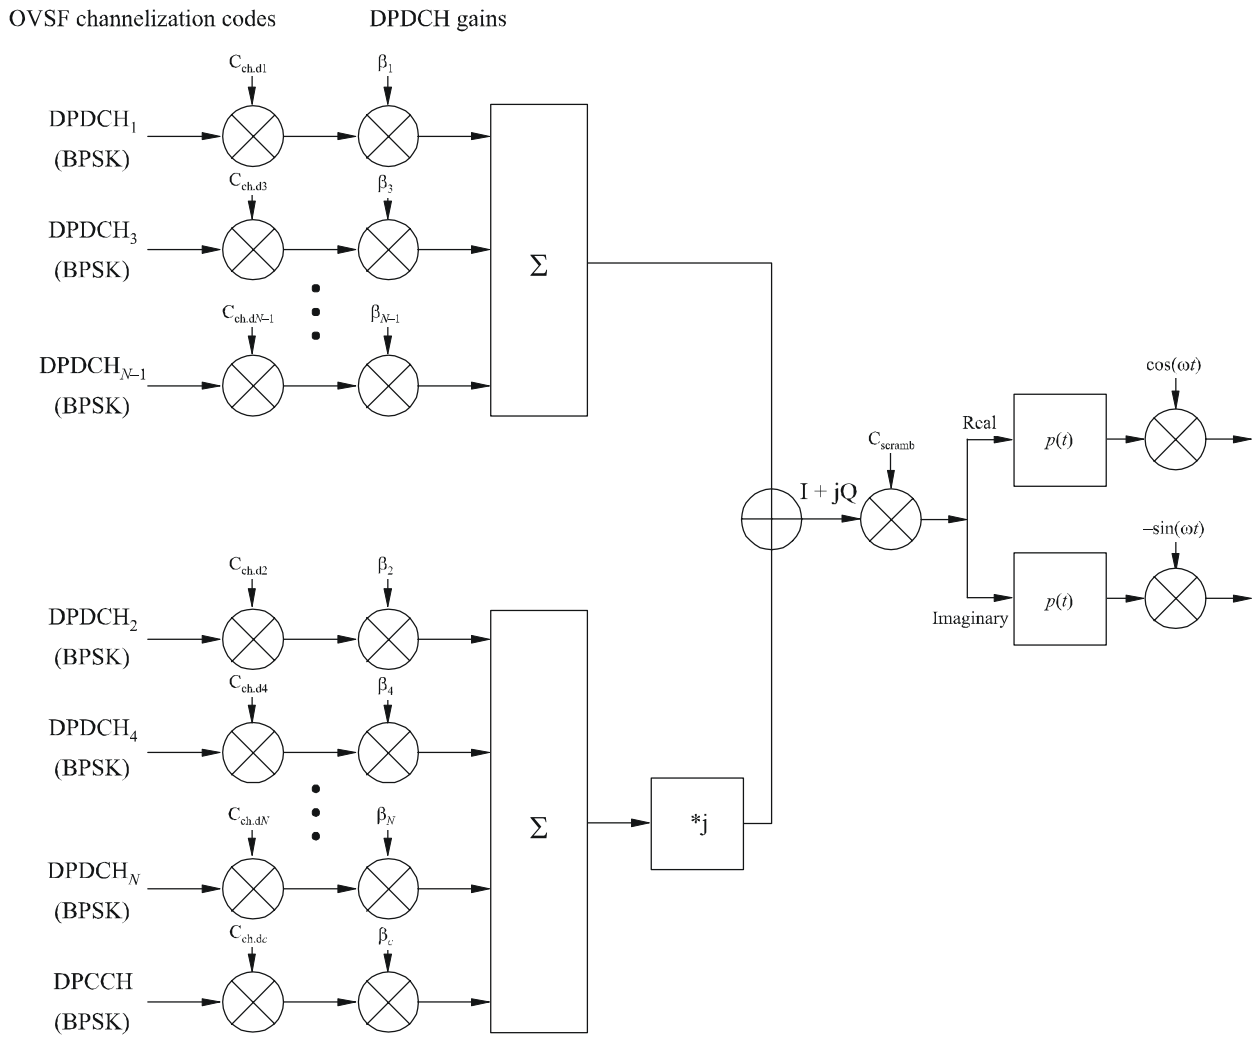 OVSF channelization codes DPDCH gains
C_ch.d1 β_1
DPDCH_1
(BPSK)
C_ch.d3 β_3
DPDCH_3
(BPSK)
C_ch.dN–1 β_N–1
DPDCH_N–1
(BPSK)
Σ
C_ch.d2 β_2
DPDCH_2
(BPSK)
C_ch.d4 β_4
DPDCH_4
(BPSK)
C_ch.dN β_N
DPDCH_N
(BPSK)
C_ch.dc β_c
DPCCH
(BPSK)
Σ
*j
I + jQ
C_scramb
Real
p(t)
cos(ωt)
Imaginary
p(t)
–sin(ωt)